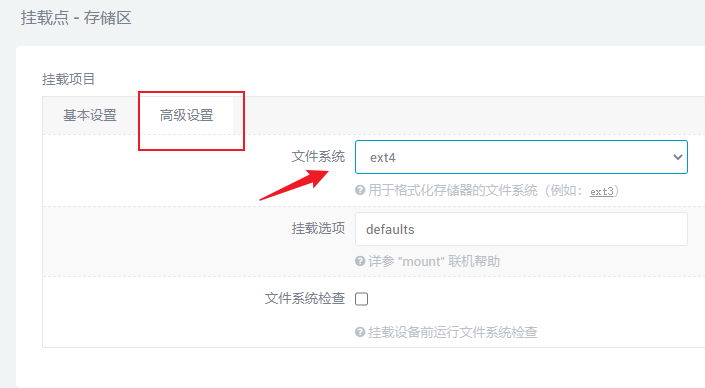 挂载点 - 存储区
挂载项目
基本设置 高级设置
文件系统 ext4
用于格式化存储器的文件系统（例如：ext3）
挂载选项 defaults
详参 "mount" 联机帮助
文件系统检查
挂载设备前运行文件系统检查